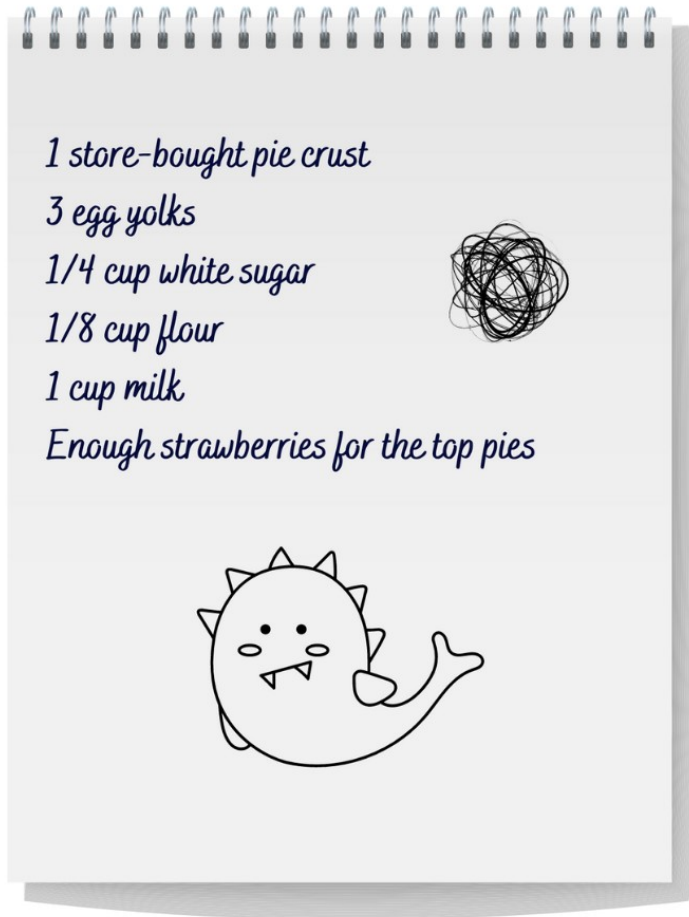 1 store-bought pie crust
3 egg yolks
1/4 cup white sugar
1/8 cup flour
1 cup milk
Enough strawberries for the top pies